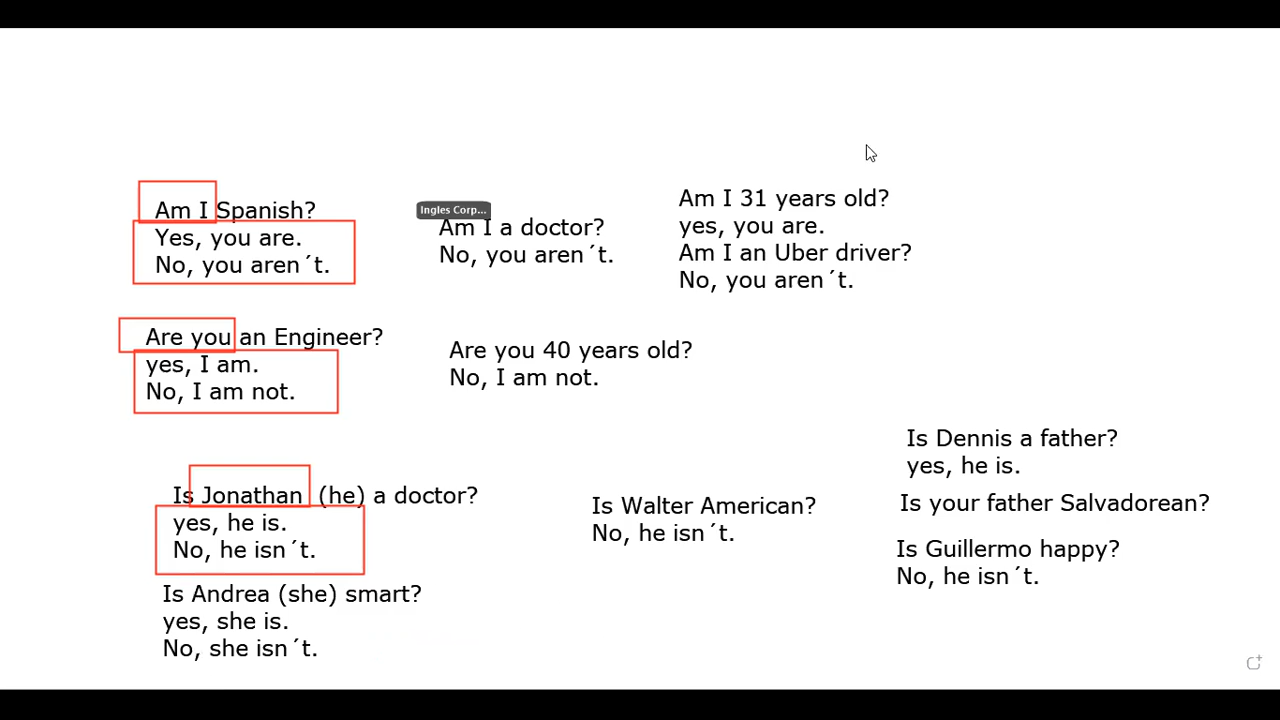 Am I Spanish?
Yes, you are.
No, you aren´t.
Ingles Corp...
Am I a doctor?
No, you aren´t.
Am I 31 years old?
yes, you are.
Am I an Uber driver?
No, you aren´t.
Are you an Engineer?
yes, I am.
No, I am not.
Are you 40 years old?
No, I am not.
Is Jonathan (he) a doctor?
yes, he is.
No, he isn´t.
Is Andrea (she) smart?
yes, she is.
No, she isn´t.
Is Walter American?
No, he isn´t.
Is Dennis a father?
yes, he is.
Is your father Salvadorean?
Is Guillermo happy?
No, he isn´t.